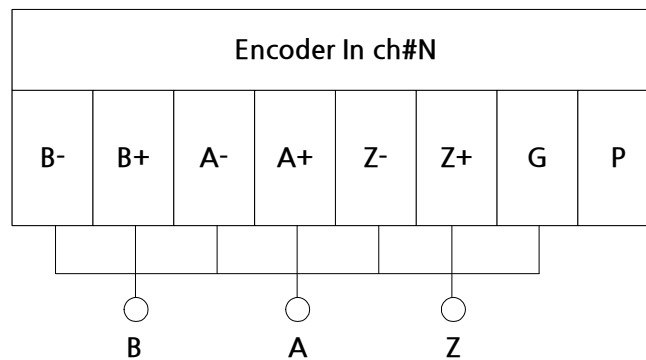 Encoder In ch#N
B- B+ A- A+ Z- Z+ G P
B A Z